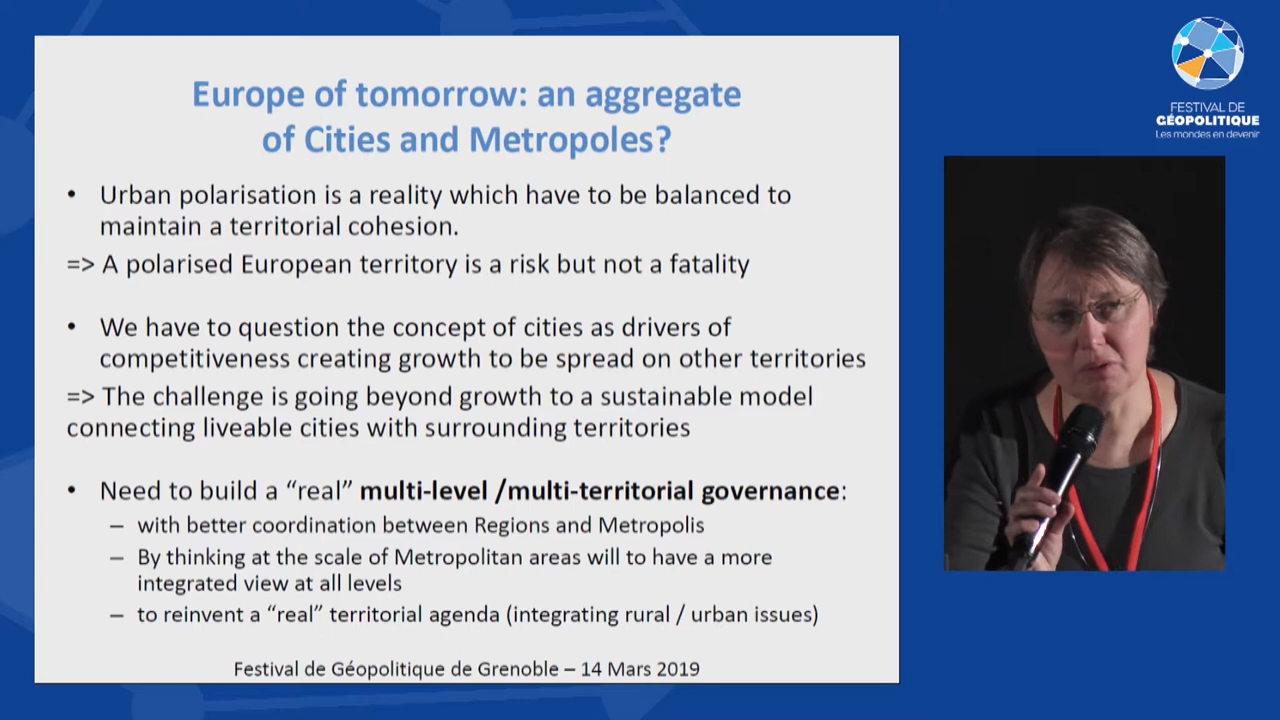 Europe of tomorrow: an aggregate
of Cities and Metropoles?
• Urban polarisation is a reality which have to be balanced to
maintain a territorial cohesion.
=> A polarised European territory is a risk but not a fatality
• We have to question the concept of cities as drivers of
competitiveness creating growth to be spread on other territories
=> The challenge is going beyond growth to a sustainable model
connecting liveable cities with surrounding territories
• Need to build a “real” multi-level /multi-territorial governance:
– with better coordination between Regions and Metropolis
– By thinking at the scale of Metropolitan areas will to have a more
integrated view at all levels
– to reinvent a “real” territorial agenda (integrating rural / urban issues)
Festival de Géopolitique de Grenoble – 14 Mars 2019
FESTIVAL DE
GÉOPOLITIQUE
Les mondes en devenir